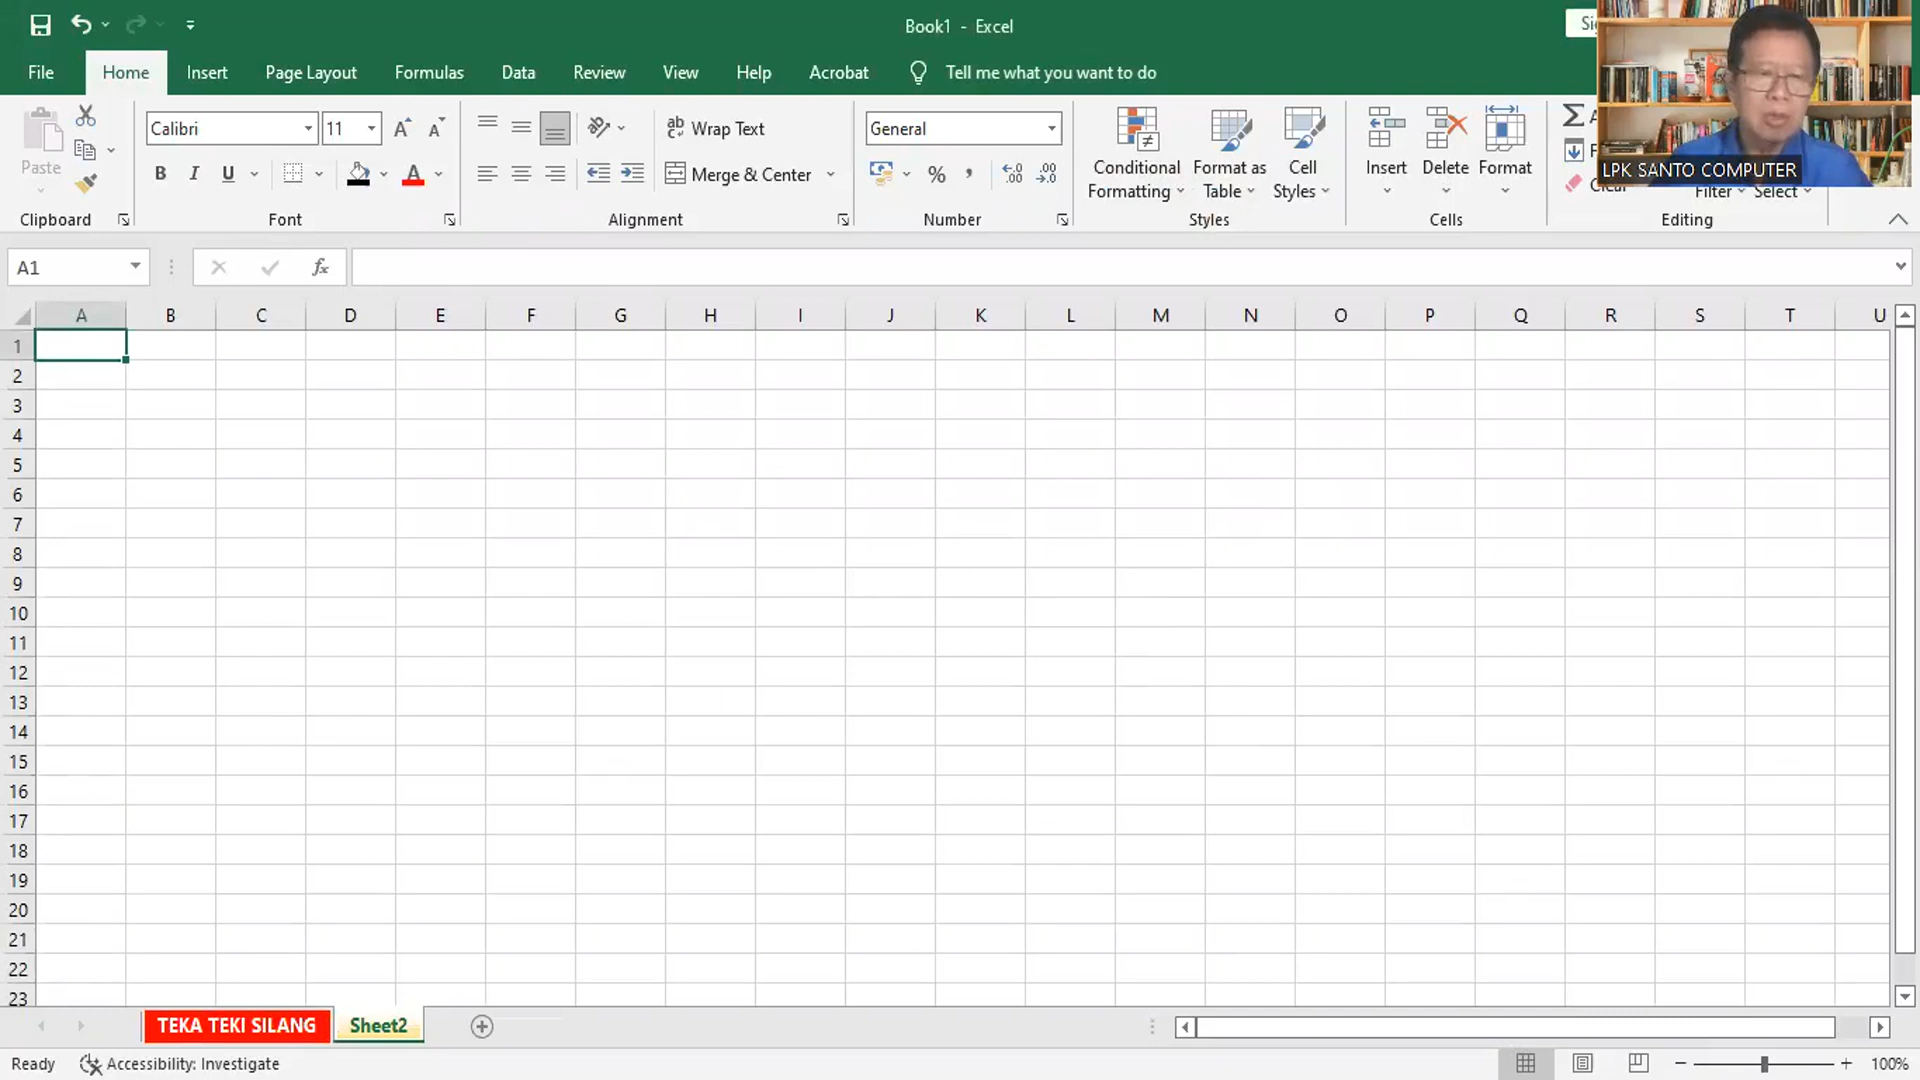 Book1 - Excel
File Home Insert Page Layout Formulas Data Review View Help Acrobat Tell me what you want to do
Paste
Calibri 11
Wrap Text
General
B I U
Merge & Center
% ,
Conditional Formatting
Format as Table
Cell Styles
Insert Delete Format
Clear
Filter Select
LPK SANTO COMPUTER
Clipboard Font Alignment Number Styles Cells Editing
A1 fx
A B C D E F G H I J K L M N O P Q R S T U
1
2
3
4
5
6
7
8
9
10
11
12
13
14
15
16
17
18
19
20
21
22
23
TEKA TEKI SILANG Sheet2
Ready Accessibility: Investigate 100%